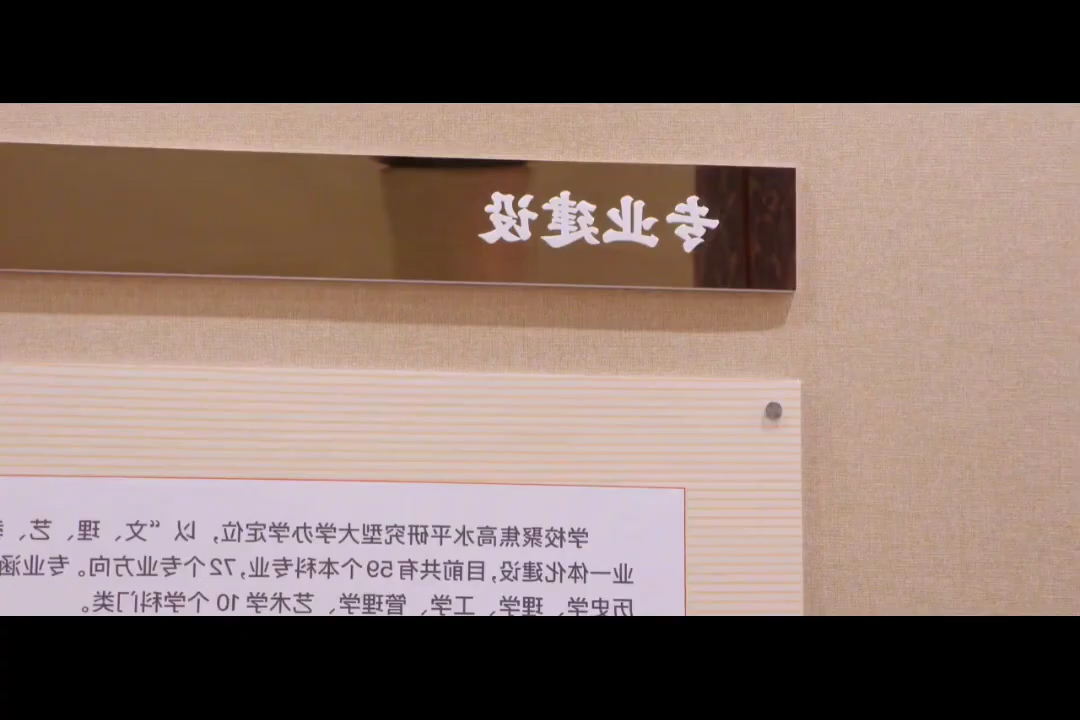 专业建设
学校聚焦高水平研究型大学办学定位，以“文、理、艺、
业一体化建设,目前共有59个本科专业,72个专业方向。专业涵
历史学、理学、工学、管理学、艺术学10个学科门类。